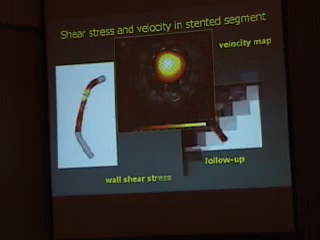 Shear stress and velocity in stented segment
velocity map
follow-up
wall shear stress